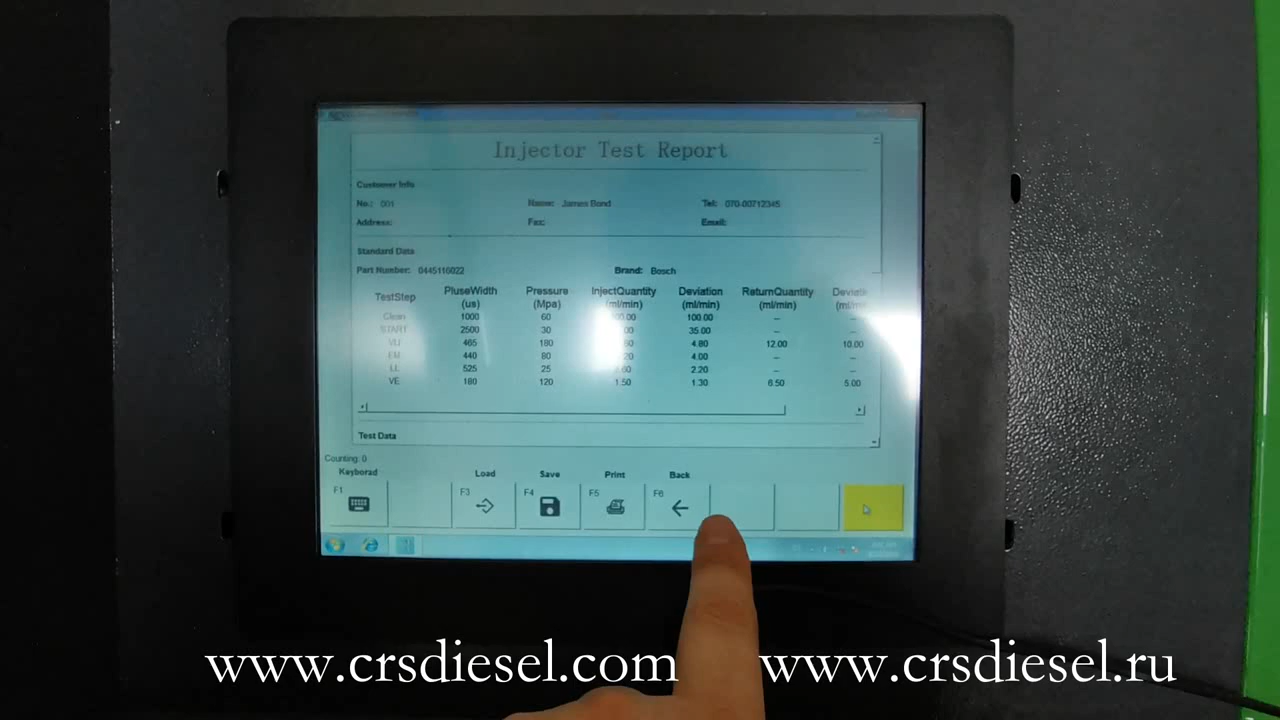 Injector Test Report
Customer Info
No.: 001 Name: James Bond Tel: 070-00712345
Address: Fax: Email:
Standard Data
Part Number: 0445116022 Brand: Bosch
TestStep PluseWidth (us) Pressure (Mpa) InjectQuantity (ml/min) Deviation (ml/min) ReturnQuantity (ml/min)
Clean 1000 60 100.00 --
START 2500 30 35.00 -- --
VL 465 180 4.80 12.00 10.00
EM 440 80 4.00 -- --
LL 525 25 2.20 -- --
VE 180 120 1.50 1.30 6.50 5.00
Test Data
Counting: 0
Keyborad Load Save Print Back
F1 F3 F4 F5 F6
www.crsdiesel.com www.crsdiesel.ru